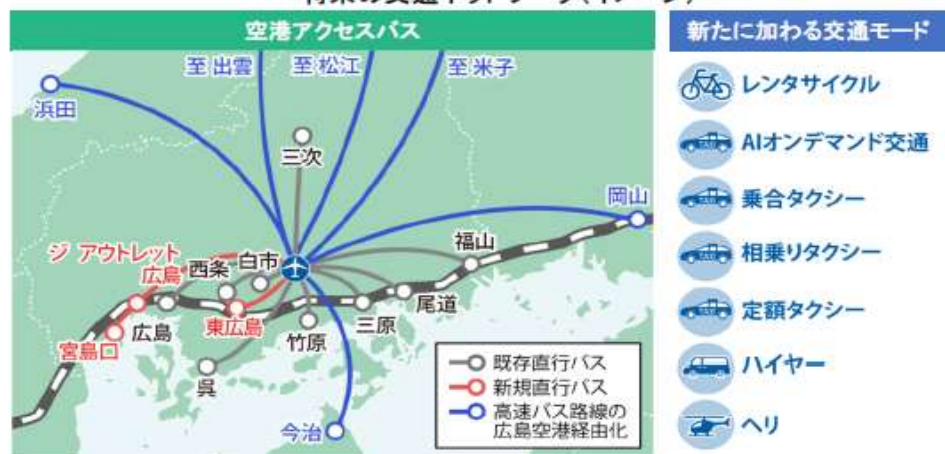 空港アクセスバス
新たに加わる交通モード
至 出雲
至 松江
至 米子
浜田
三次
岡山
ジ アウトレット
広島
西条
白市
福山
広島
東広島
竹原
三原
尾道
宮島口
呉
今治
既存直行バス
新規直行バス
高速バス路線の
広島空港経由化
レンタサイクル
AIオンデマンド交通
乗合タクシー
相乗りタクシー
定額タクシー
ハイヤー
ヘリ